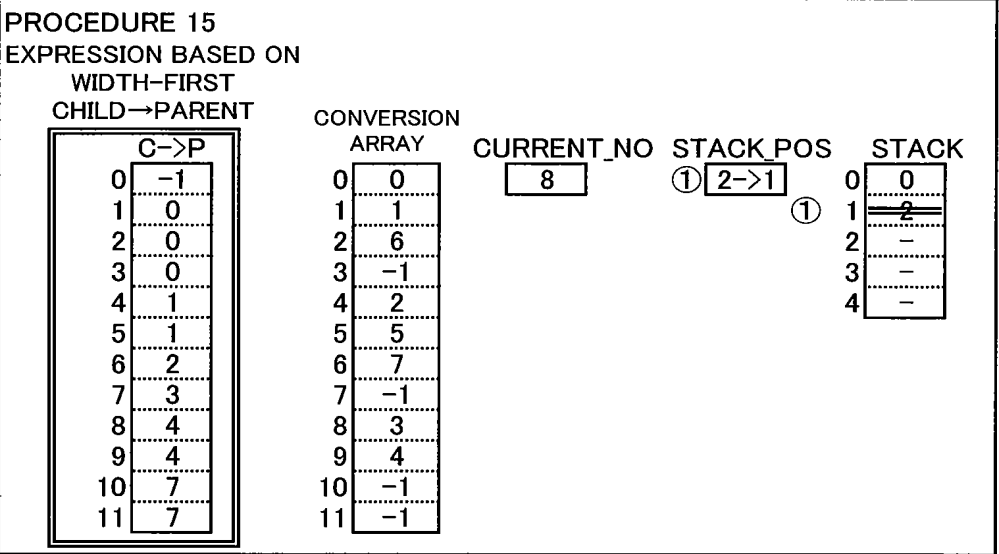 PROCEDURE 15
EXPRESSION BASED ON
WIDTH-FIRST
CHILD→PARENT
CONVERSION
ARRAY
CURRENT_NO
STACK_POS
STACK
C->P
0 -1
1 0
2 0
3 0
4 1
5 1
6 2
7 3
8 4
9 4
10 7
11 7
0 0
1 1
2 6
3 -1
4 2
5 5
6 7
7 -1
8 3
9 4
10 -1
11 -1
8
① 2->1
0 0
① 1 2
2 -
3 -
4 -